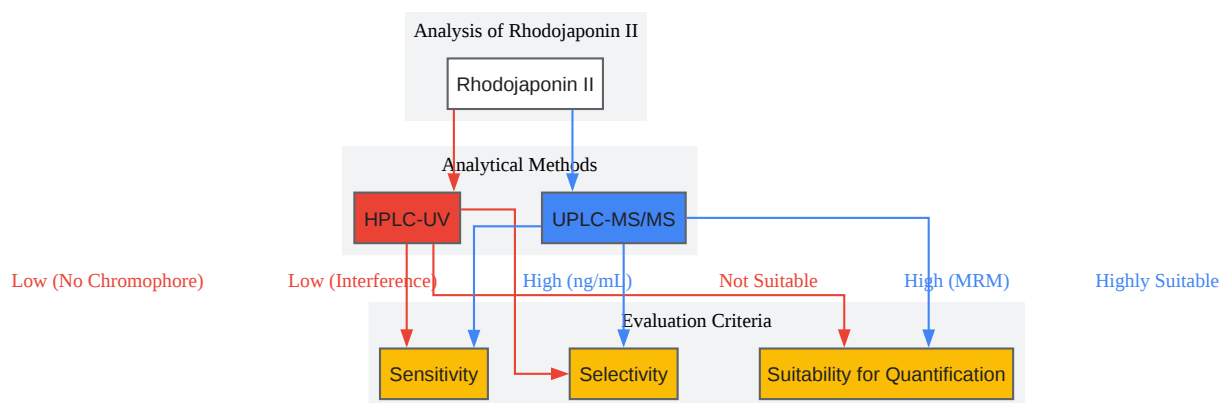 Analysis of Rhodojaponin II
Rhodojaponin II
Analytical Methods
HPLC-UV
UPLC-MS/MS
Low (No Chromophore)
Low (Interference)
High (ng/mL)
Not Suitable
High (MRM)
Highly Suitable
Evaluation Criteria
Sensitivity
Selectivity
Suitability for Quantification